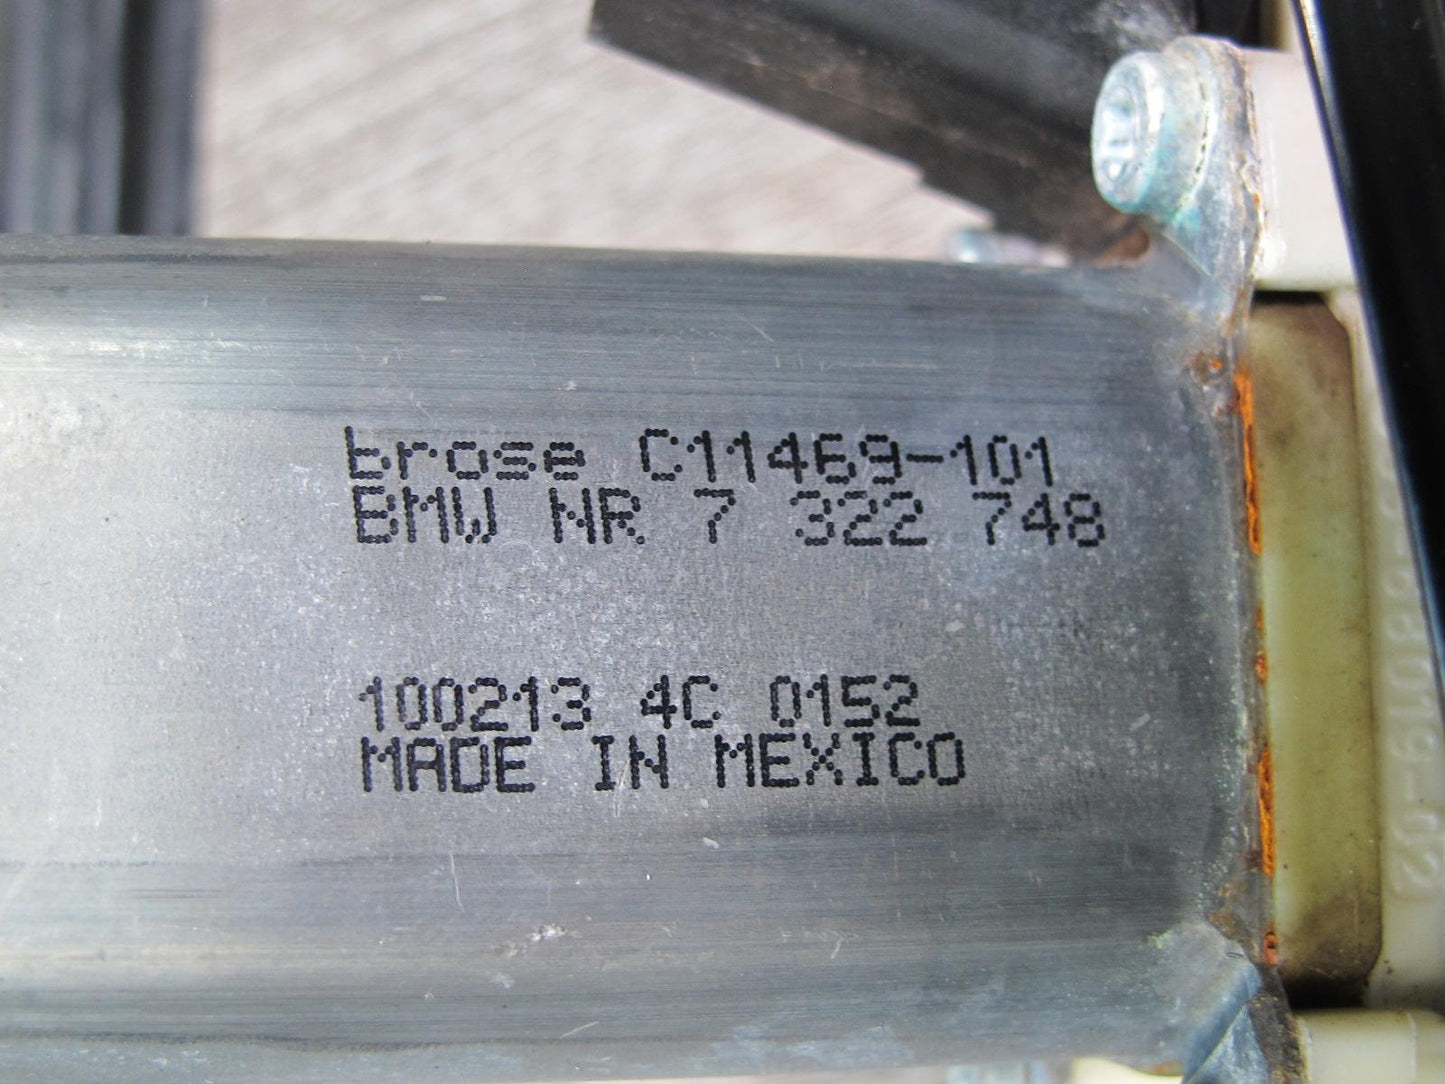 brose C11469-101
BMW NR 7 322 748
100213 4C 0152
MADE IN MEXICO